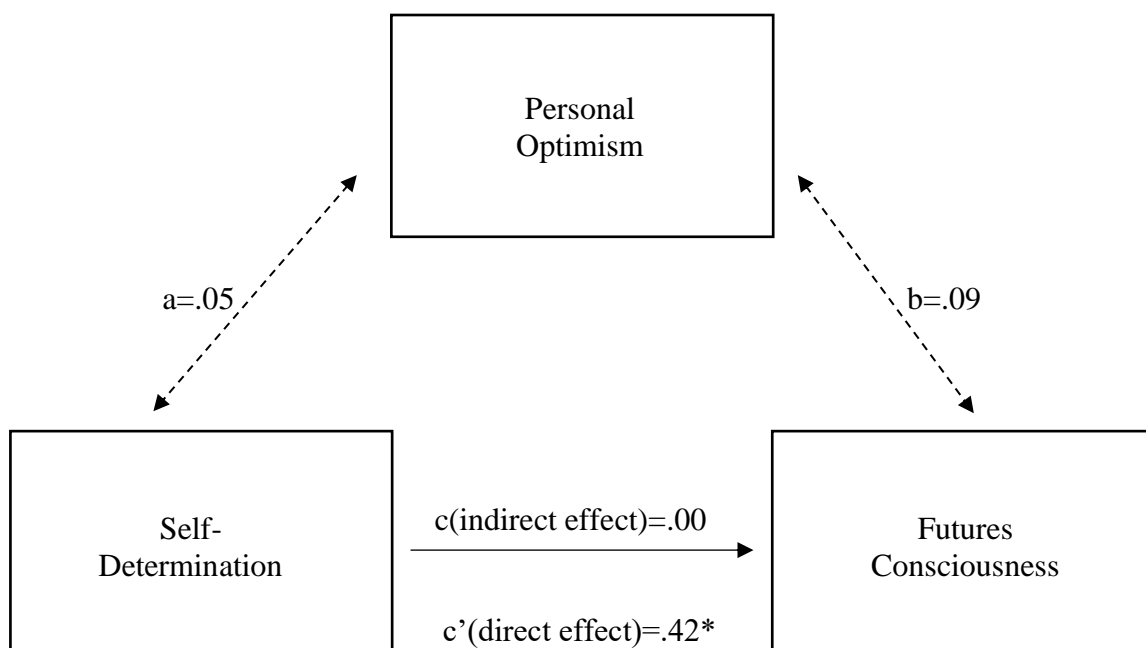 Personal
Optimism
a=.05
b=.09
c(indirect effect)=.00
Self-
Determination
Futures
Consciousness
c’(direct effect)=.42*